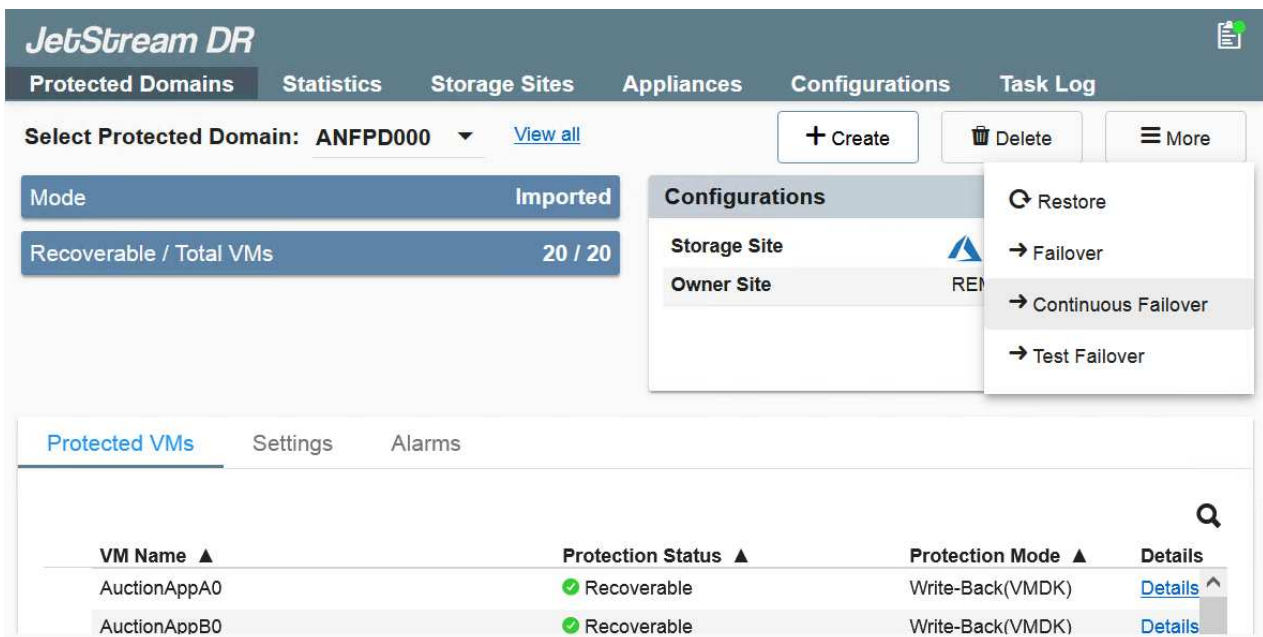 JetStream DR
Protected Domains Statistics Storage Sites Appliances Configurations Task Log
Select Protected Domain: ANFPD000 View all + Create Delete More
Mode Imported
Recoverable / Total VMs 20 / 20
Configurations
Storage Site
Owner Site
Restore
Failover
Continuous Failover
Test Failover
Protected VMs Settings Alarms
VM Name ▲ Protection Status ▲ Protection Mode ▲ Details
AuctionAppA0 Recoverable Write-Back(VMDK) Details
AuctionAppB0 Recoverable Write-Back(VMDK) Details